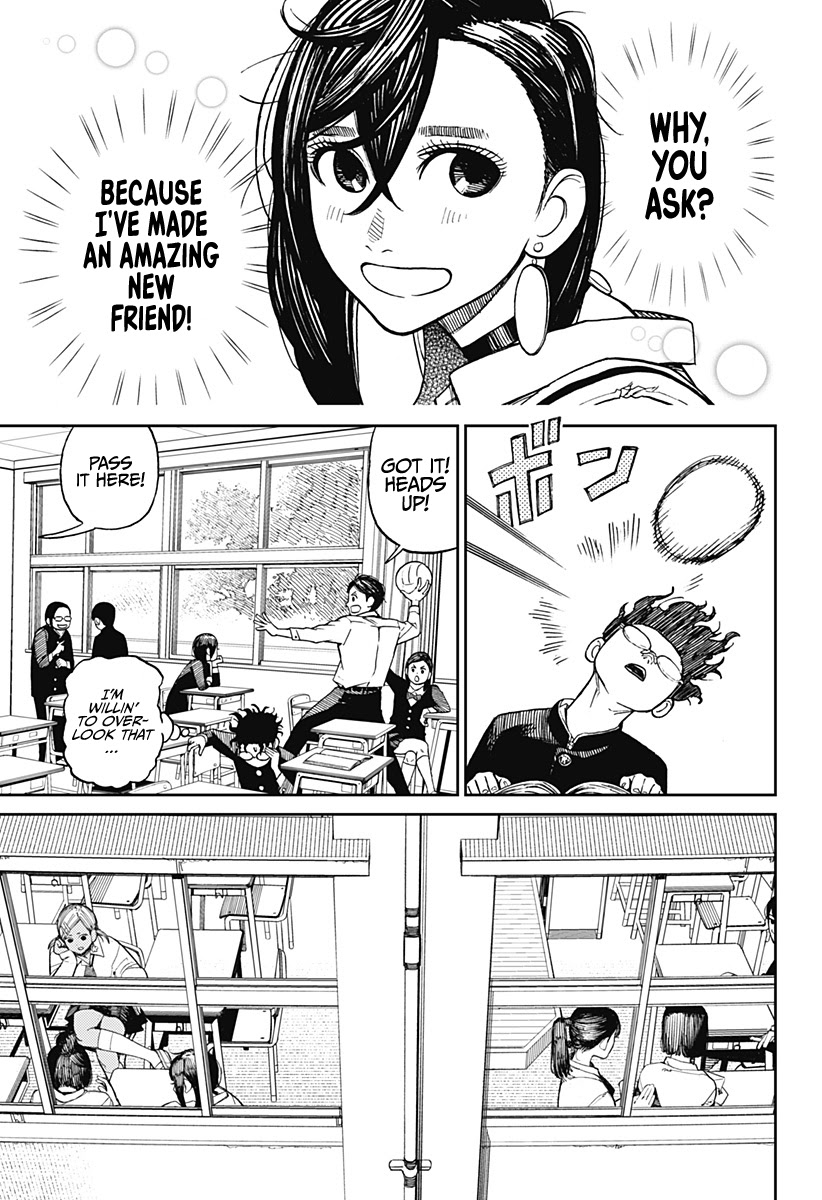 WHY,
YOU
ASK?
BECAUSE
I'VE MADE
AN AMAZING
NEW
FRIEND!
ボン
GOT IT!
HEADS
UP!
PASS
IT HERE!
I'M
WILLIN'
TO OVER-
LOOK THAT
...